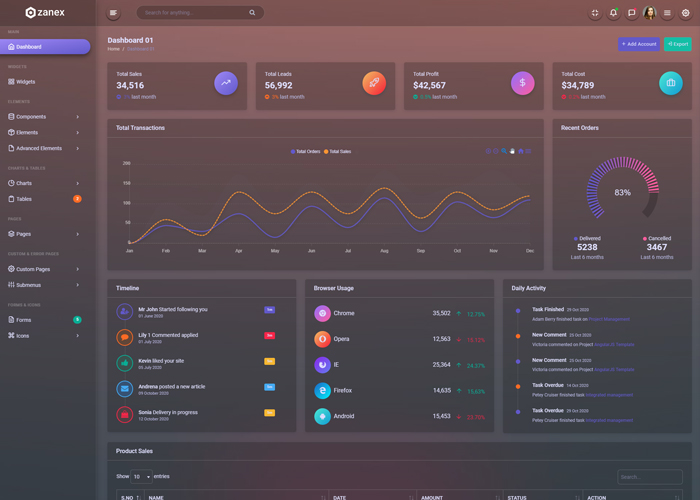 zanex
Search for anything...
MAIN
Dashboard
WIDGETS
Widgets
ELEMENTS
Components
Elements
Advanced Elements
CHARTS & TABLES
Charts
Tables
PAGES
Pages
CUSTOM & ERROR PAGES
Custom Pages
Submenus
FORMS & ICONS
Forms
Icons
Dashboard 01
Home / Dashboard 01
+ Add Account
Export
Total Sales
34,516
last month
Total Leads
56,992
last month
Total Profit
$42,567
last month
Total Cost
$34,789
last month
Total Transactions
Total Orders Total Sales
200
150
100
50
0
Jan Feb Mar Apr May Jun Jul Aug Sep Oct Nov Dec
Recent Orders
83%
Delivered
5238
Last 6 months
Cancelled
3467
Last 6 months
Timeline
Mr John Started following you
01 June 2020
Lily 1 Commented applied
01 July 2020
Kevin liked your site
05 July 2020
Andrena posted a new article
09 October 2020
Sonia Delivery in progress
12 October 2020
Browser Usage
Chrome 35,502 12.75%
Opera 12,563
IE 25,364 24.37%
Firefox 14,635 15.63%
Android 15,453 23.70%
Daily Activity
Task Finished 29 Oct 2020
Adam Berry finished task on Project Management
New Comment 25 Oct 2020
Victoria commented on Project AngularJS Template
New Comment 25 Oct 2020
Victoria commented on Project AngularJS Template
Task Overdue 14 Oct 2020
Petey Cruiser finished task Integrated management
Task Overdue 29 Oct 2020
Petey Cruiser finished task Integrated management
Product Sales
Show 10 entries
Search...
S.NO NAME DATE AMOUNT STATUS ACTION